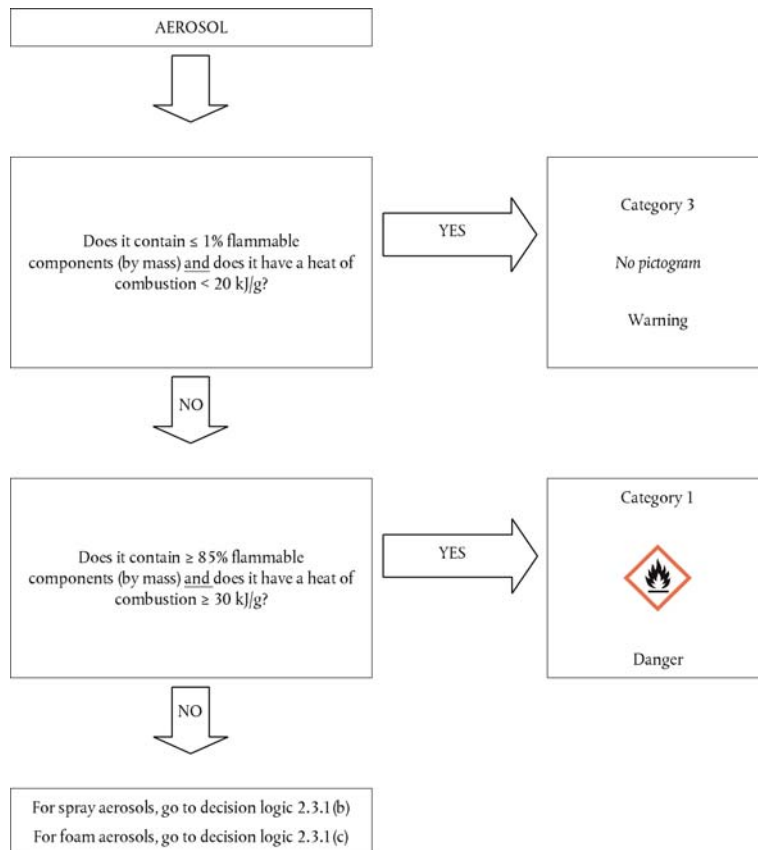 AEROSOL
Does it contain ≤ 1% flammable
components (by mass) and does it have a heat of
combustion < 20 kJ/g?
YES
Category 3
No pictogram
Warning
NO
Does it contain ≥ 85% flammable
components (by mass) and does it have a heat of
combustion ≥ 30 kJ/g?
YES
Category 1
Danger
NO
For spray aerosols, go to decision logic 2.3.1(b)
For foam aerosols, go to decision logic 2.3.1(c)